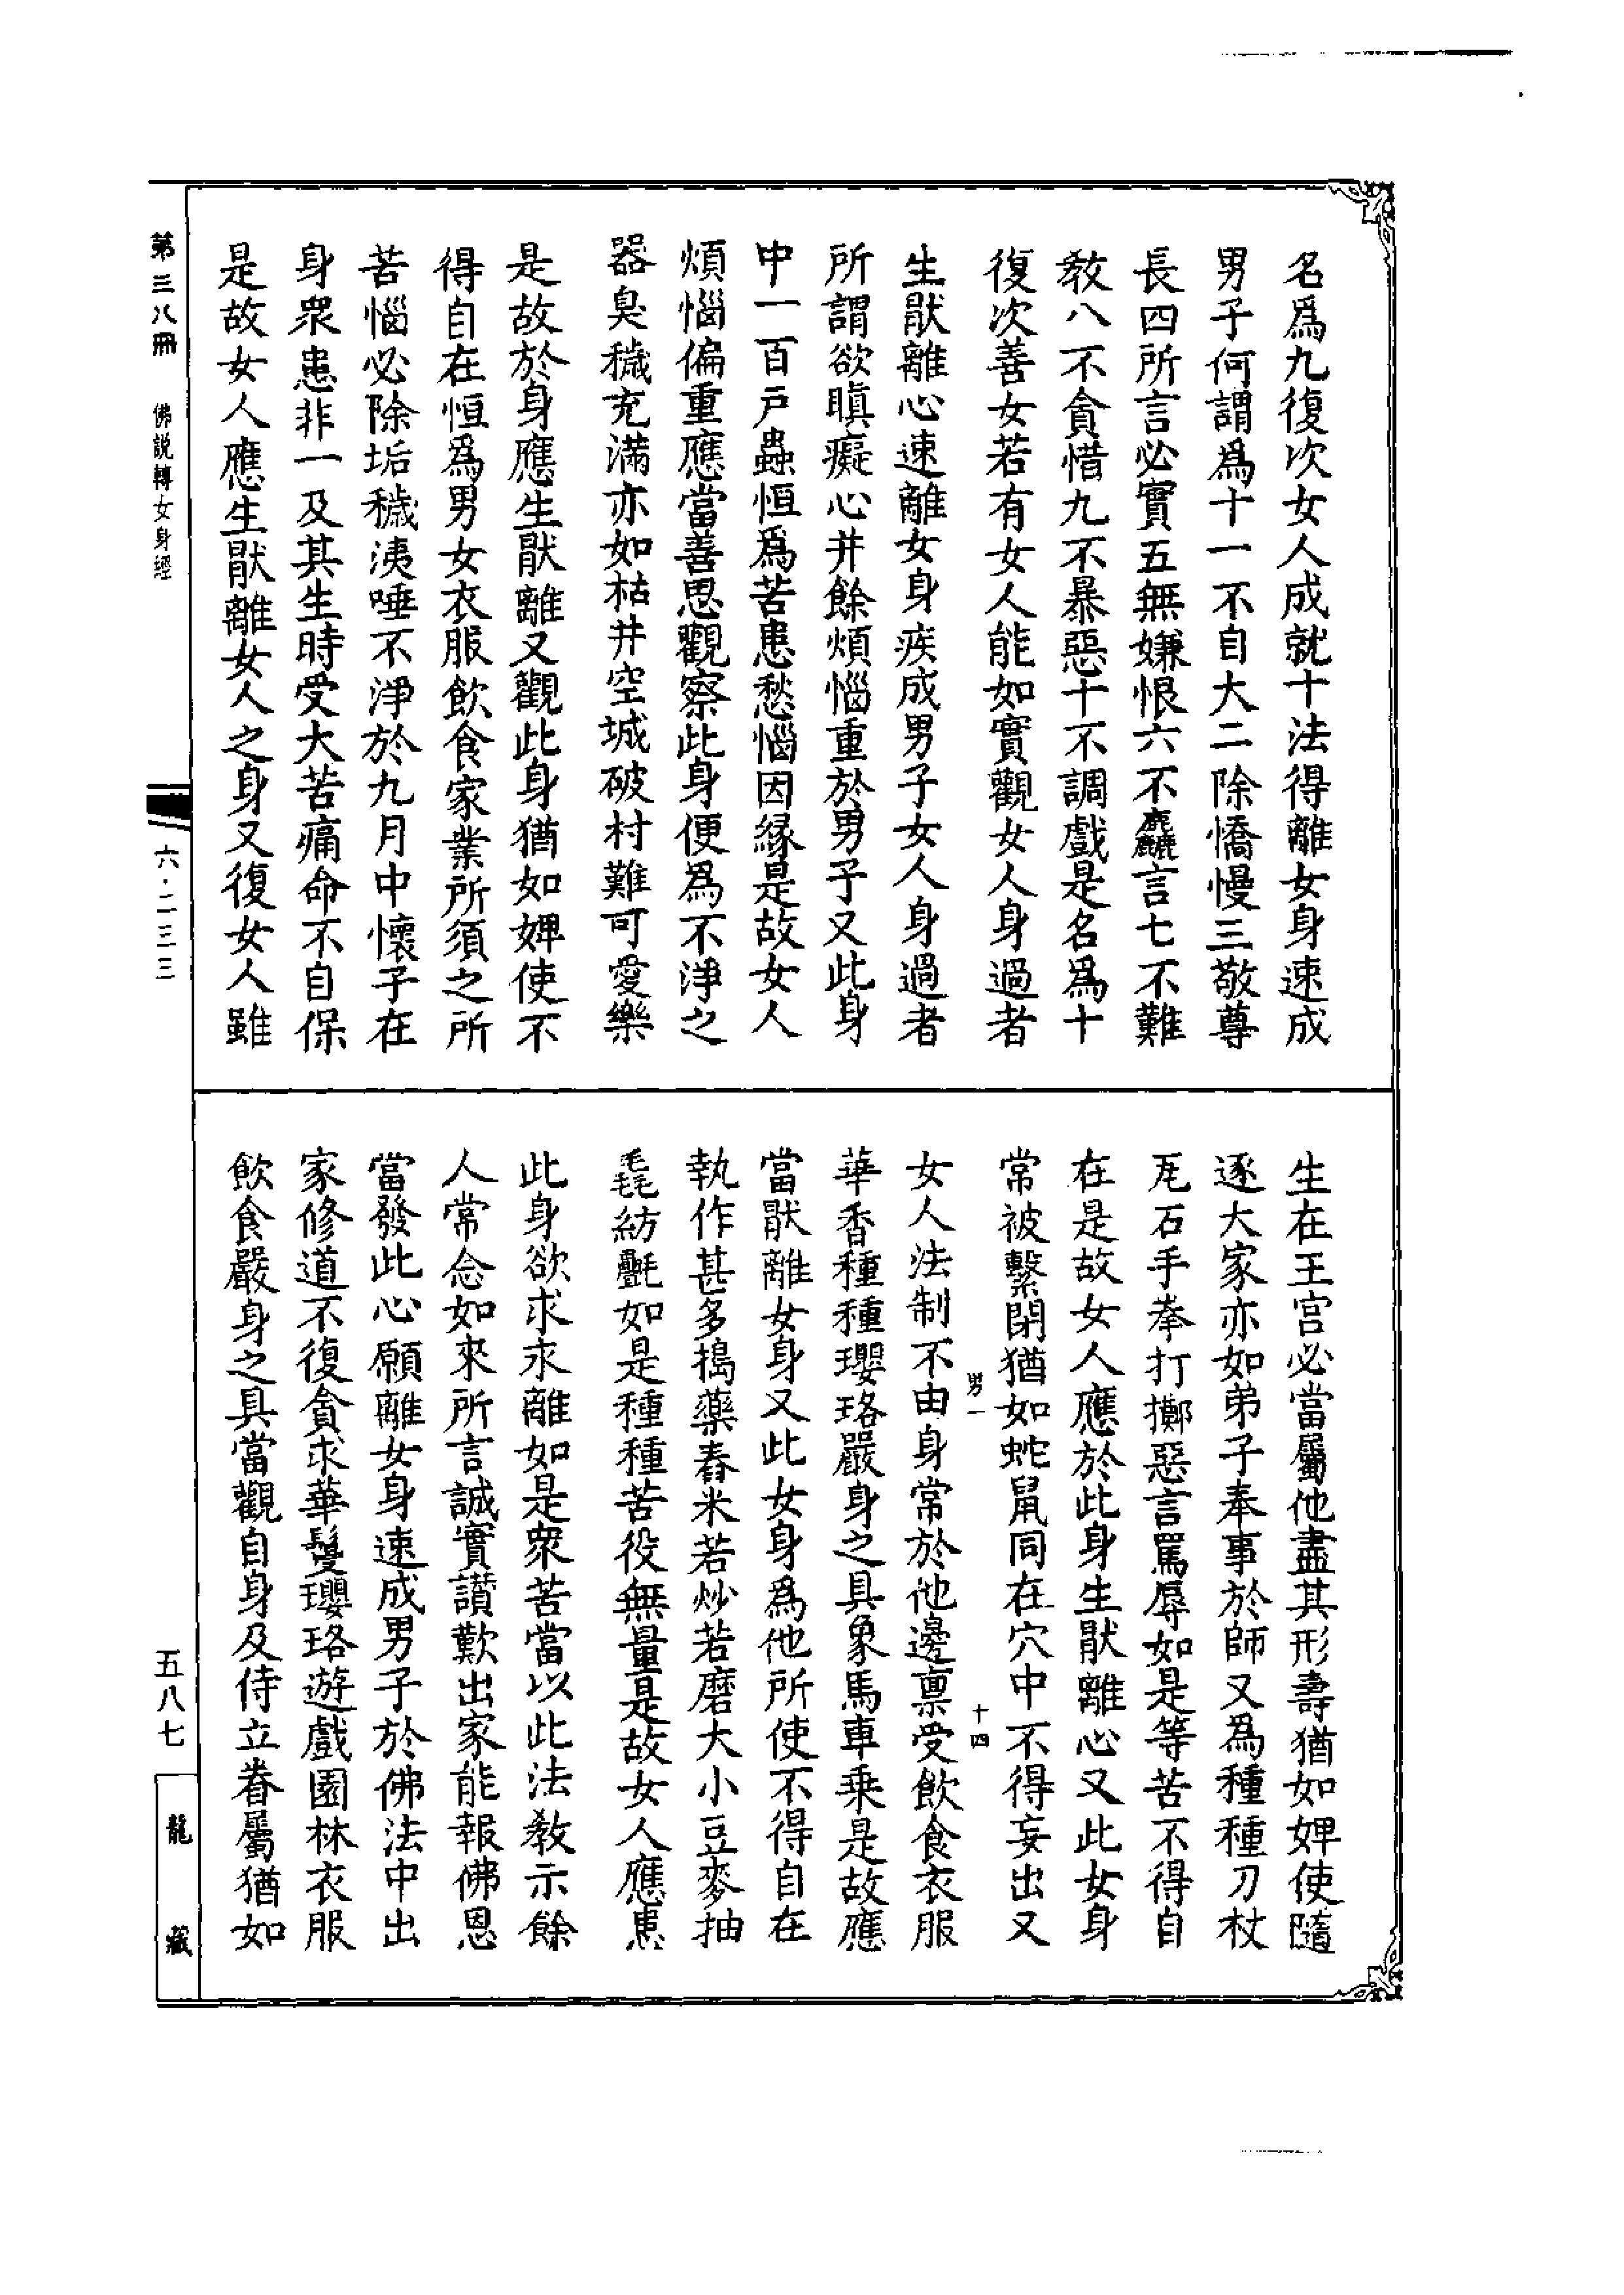 名爲九復次女人成就十法得離女身速成
男子何謂爲十一不自大二除憍慢三敬尊
長四所言必實五無嫌恨六不麤言七不難
教八不貪惜九不暴惡十不調戲是名爲十
復次善女若有女人能如實觀女人身過者
生猒離心速離女身疾成男子女人身過者
所謂欲瞋癡心并餘煩惱重於男子又此身
中一百戸蟲恒爲苦患愁惱因緣是故女人
煩惱偏重應當善思觀察此身便爲不淨之
器臭穢充滿亦如枯井空城破村難可愛樂
是故於身應生猒離又觀此身猶如婢使不
得自在恒爲男女衣服飲食家業所須之所
苦惱必除垢穢洟唾不淨於九月中懷子在
身衆患非一及其生時受大苦痛命不自保
是故女人應生猒離女人之身又復女人雖
生在王宫必當屬他盡其形壽猶如婢使隨
逐大家亦如弟子奉事於師又爲種種刀杖
瓦石手拳打擲惡言罵辱如是等苦不得自
在是故女人應於此身生猒離心又此女身
常被繫閉猶如蛇鼠同在穴中不得妄出又
男一 十四
女人法制不由身常於他邊禀受飲食衣服
華香種種瓔珞嚴身之具象馬車乘是故應
當猒離女身又此女身爲他所使不得自在
執作甚多搗藥舂米若炒若磨大小豆麥抽
毳紡氎如是種種苦役無量是故女人應患
此身欲求永離如是衆苦當以此法教示餘
人常念如來所言誠實讃歎出家能報佛恩
當發此心願離女身速成男子於佛法中出
家修道不復貪求華鬘瓔珞遊戲園林衣服
飲食嚴身之具當觀自身及侍立眷屬猶如
第三八冊 佛説轉女身經
六·二三三
五八七
龍藏